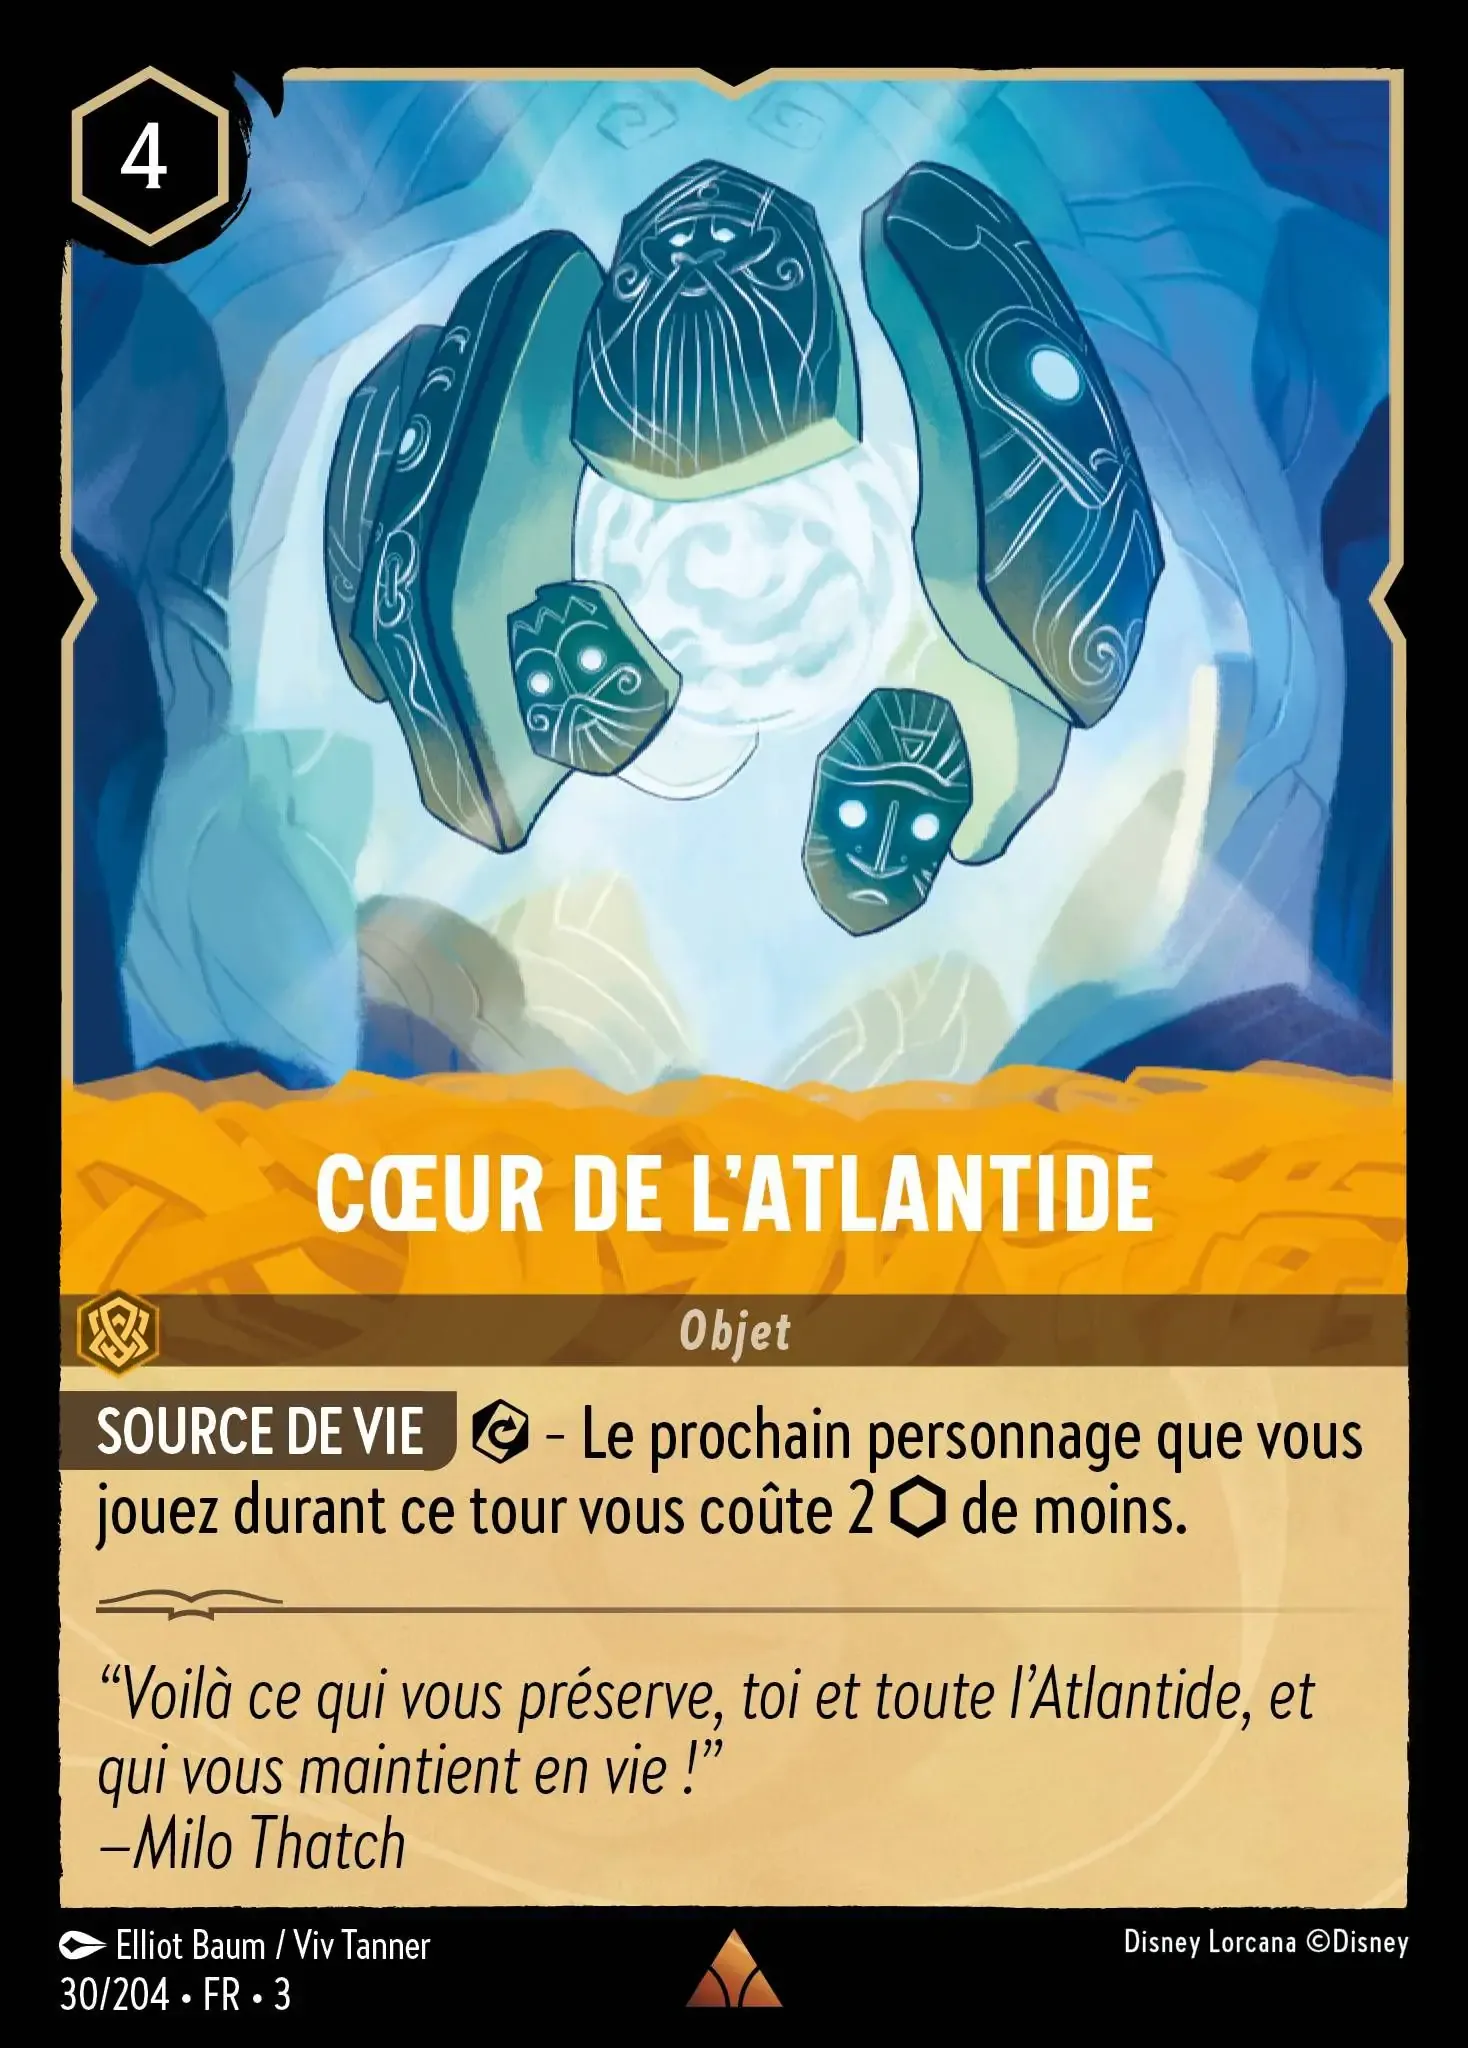 4
CŒUR DE L’ATLANTIDE
Objet
SOURCE DE VIE – Le prochain personnage que vous
jouez durant ce tour vous coûte 2 de moins.
“Voilà ce qui vous préserve, toi et toute l’Atlantide, et
qui vous maintient en vie !”
–Milo Thatch
Elliot Baum / Viv Tanner
Disney Lorcana ©Disney
30/204 • FR • 3